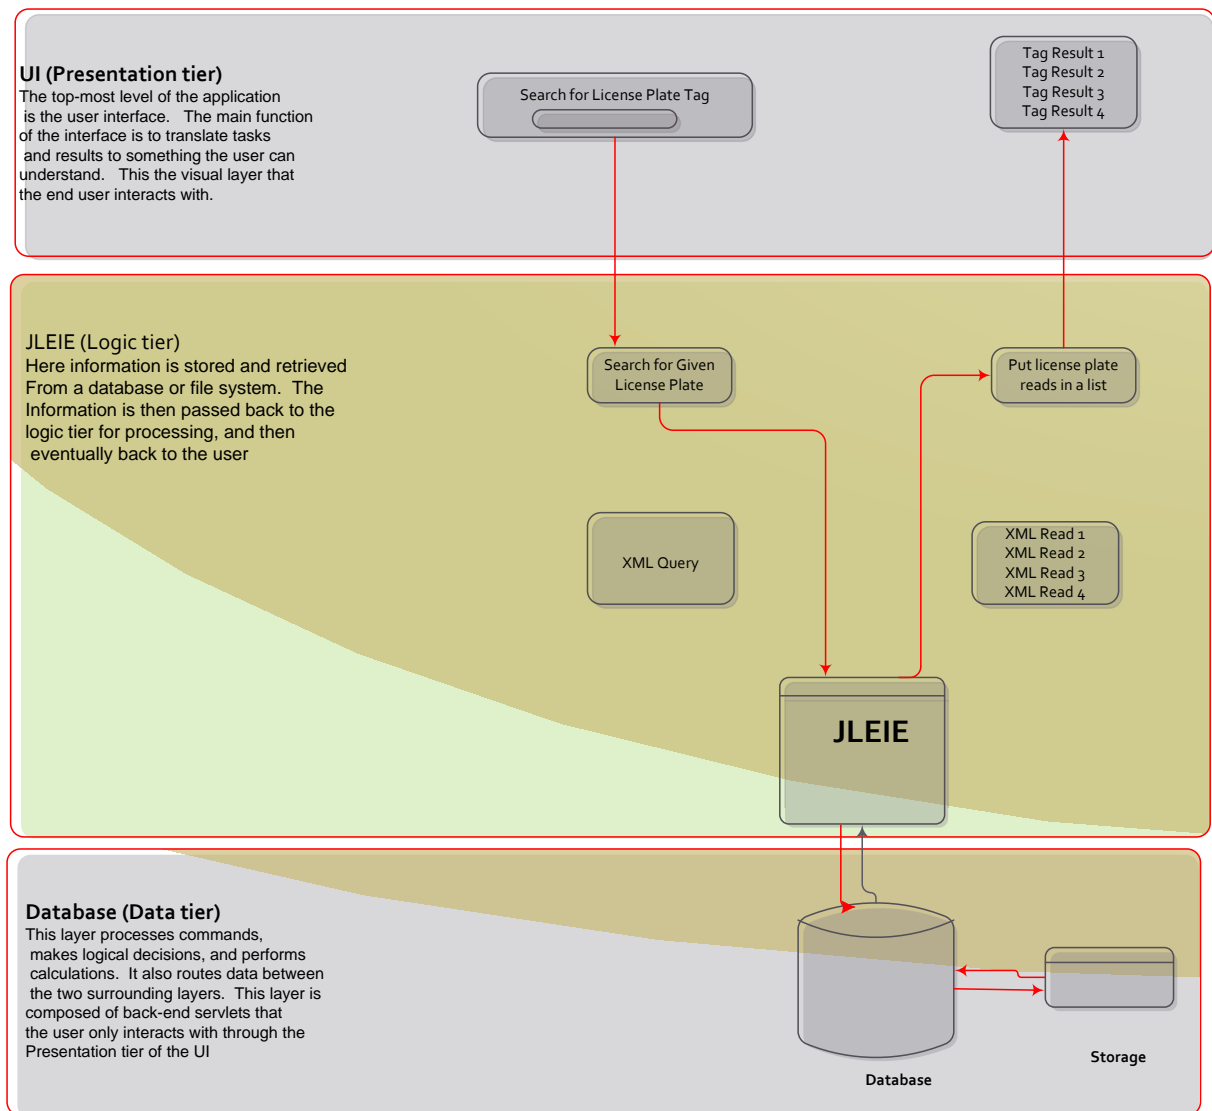 UI (Presentation tier)
The top-most level of the application
is the user interface.   The main function
of the interface is to translate tasks
and results to something the user can
understand.   This the visual layer that
the end user interacts with.
Search for License Plate Tag
Tag Result 1
Tag Result 2
Tag Result 3
Tag Result 4
JLEIE (Logic tier)
Here information is stored and retrieved
From a database or file system.  The
Information is then passed back to the
logic tier for processing, and then
eventually back to the user
Search for Given
License Plate
Put license plate
reads in a list
XML Query
XML Read 1
XML Read 2
XML Read 3
XML Read 4
JLEIE
Database (Data tier)
This layer processes commands,
makes logical decisions, and performs
calculations.  It also routes data between
the two surrounding layers.  This layer is
composed of back-end servlets that
the user only interacts with through the
Presentation tier of the UI
Database
Storage